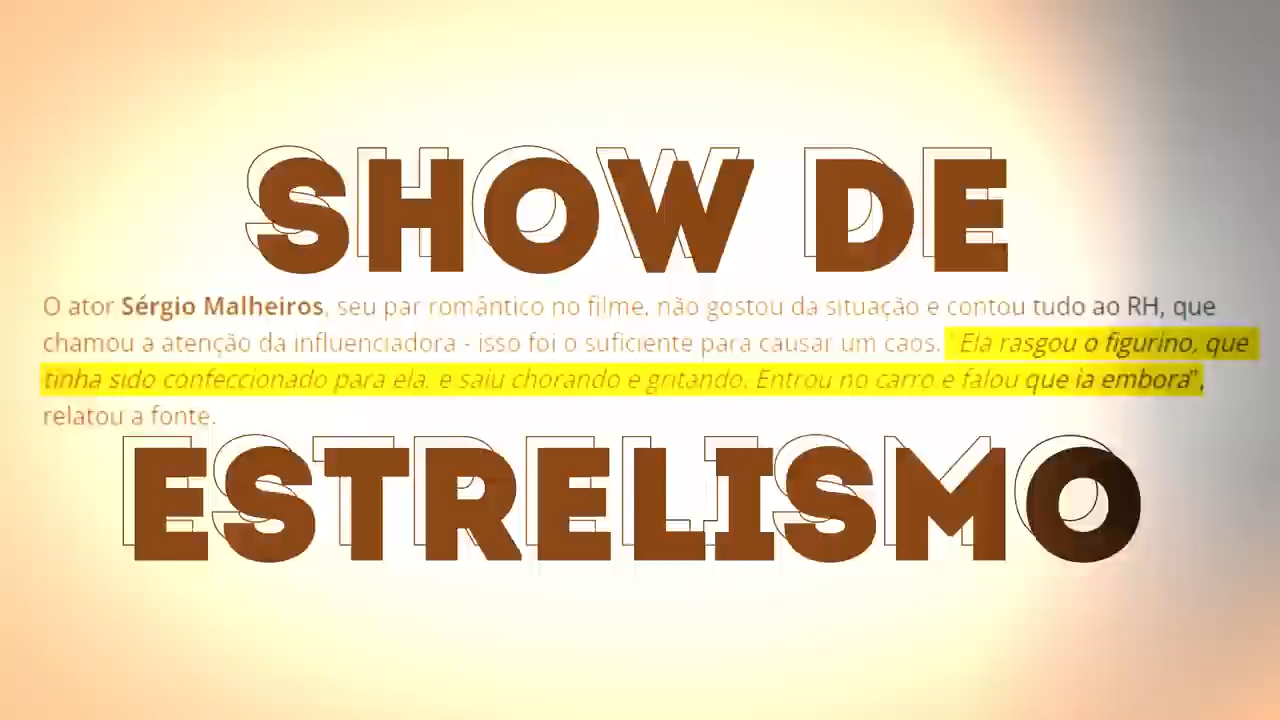 SHOW DE
O ator Sérgio Malheiros, seu par romântico no filme, não gostou da situação e contou tudo ao RH, que
chamou a atenção da influenciadora - isso foi o suficiente para causar um caos. "Ela rasgou o figurino, que
tinha sido confeccionado para ela, e saiu chorando e gritando. Entrou no carro e falou que ia embora",
relatou a fonte.
ESTRELISMO